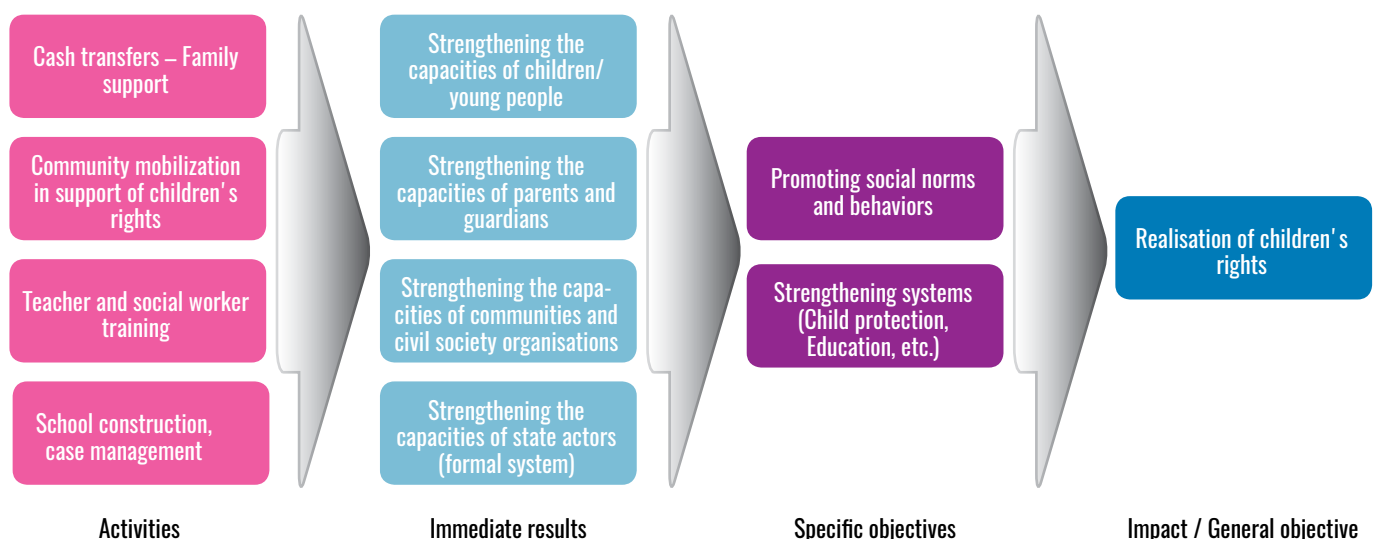 Cash transfers – Family
support
Community mobilization
in support of children's
rights
Teacher and social worker
training
School construction,
case management
Activities
Strengthening the
capacities of children/
young people
Strengthening the
capacities of parents and
guardians
Strengthening the capa-
cities of communities and
civil society organisations
Strengthening the
capacities of state actors
(formal system)
Immediate results
Promoting social norms
and behaviors
Strengthening systems
(Child protection,
Education, etc.)
Specific objectives
Realisation of children's
rights
Impact / General objective